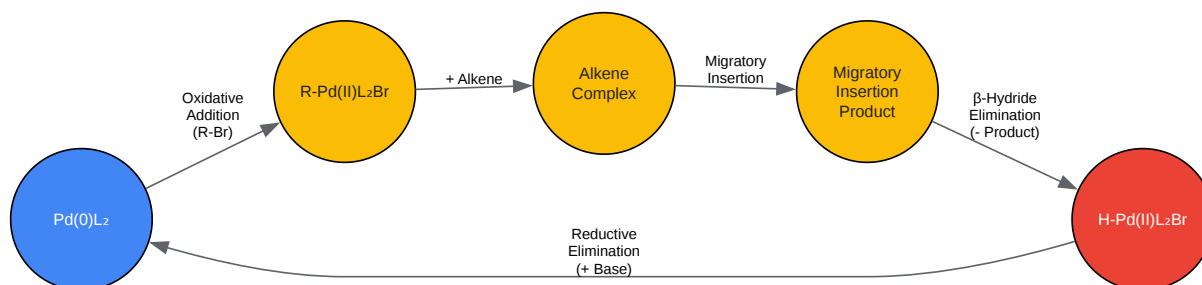 Pd(0)L₂
Oxidative
Addition
(R-Br)
R-Pd(II)L₂Br
+ Alkene
Alkene
Complex
Migratory
Insertion
Migratory
Insertion
Product
β-Hydride
Elimination
(- Product)
H-Pd(II)L₂Br
Reductive
Elimination
(+ Base)